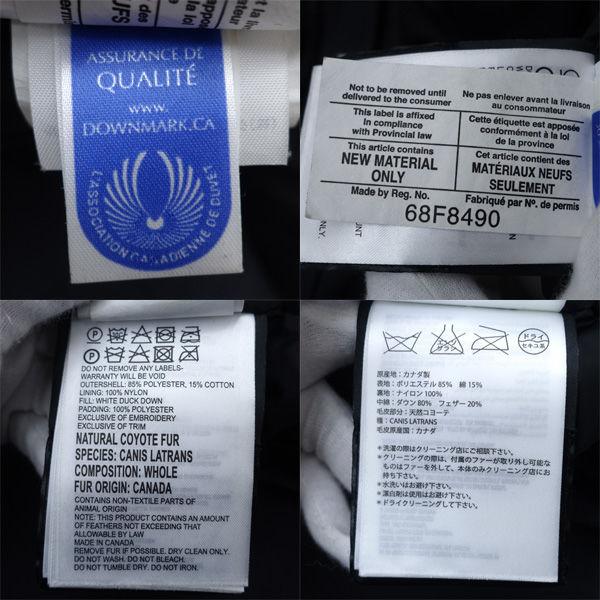 ASSURANCE DE
QUALITÉ
WWW.
DOWNMARK.CA
L'ASSOCIATION CANADIENNE DE DUVET
Not to be removed until
delivered to the consumer
Ne pas enlever avant la livraison
au consommateur
This label is affixed
In compliance
with Provincial law
Cette étiquette est apposée
conformément à la loi
de la province
This article contains
NEW MATERIAL
ONLY
Cet article contient des
MATÉRIAUX NEUFS
SEULEMENT
Made by Reg. No.
Fabriqué par Nº. de permis
68F8490
DO NOT REMOVE ANY LABELS-
WARRANTY WILL BE VOID
OUTERSHELL: 85% POLYESTER, 15% COTTON
LINING: 100% NYLON
FILL: WHITE DUCK DOWN
PADDING: 100% POLYESTER
EXCLUSIVE OF EMBROIDERY
EXCLUSIVE OF TRIM
NATURAL COYOTE FUR
SPECIES: CANIS LATRANS
COMPOSITION: WHOLE
FUR ORIGIN: CANADA
CONTAINS NON-TEXTILE PARTS OF
ANIMAL ORIGIN
NOTE: THIS PRODUCT CONTAINS AN AMOUNT
OF FEATHERS NOT EXCEEDING THAT
ALLOWABLE BY LAW
MADE IN CANADA
REMOVE FUR IF POSSIBLE. DRY CLEAN ONLY.
DO NOT WASH. DO NOT BLEACH.
DO NOT TUMBLE DRY. DO NOT IRON.
エンソ
サラシ
ドライ
セキユ系
原産地：カナダ製
表地：ポリエステル 85%　綿 15%
裏地：ナイロン 100%
中綿：ダウン 80%　フェザー 20%
毛皮部分：天然コヨーテ
種：CANIS LATRANS
毛皮原産国：カナダ
＊洗濯の際はクリーニング店にご相談下さい。
＊クリーニングの際は、付属のファーが取り外し可能な
ものはファーを外して、本体のみクリーニング店にお
持ち下さい。
＊水洗いはお避け下さい。
＊漂白剤は使用はお避け下さい。
＊ドライクリーニングして下さい。